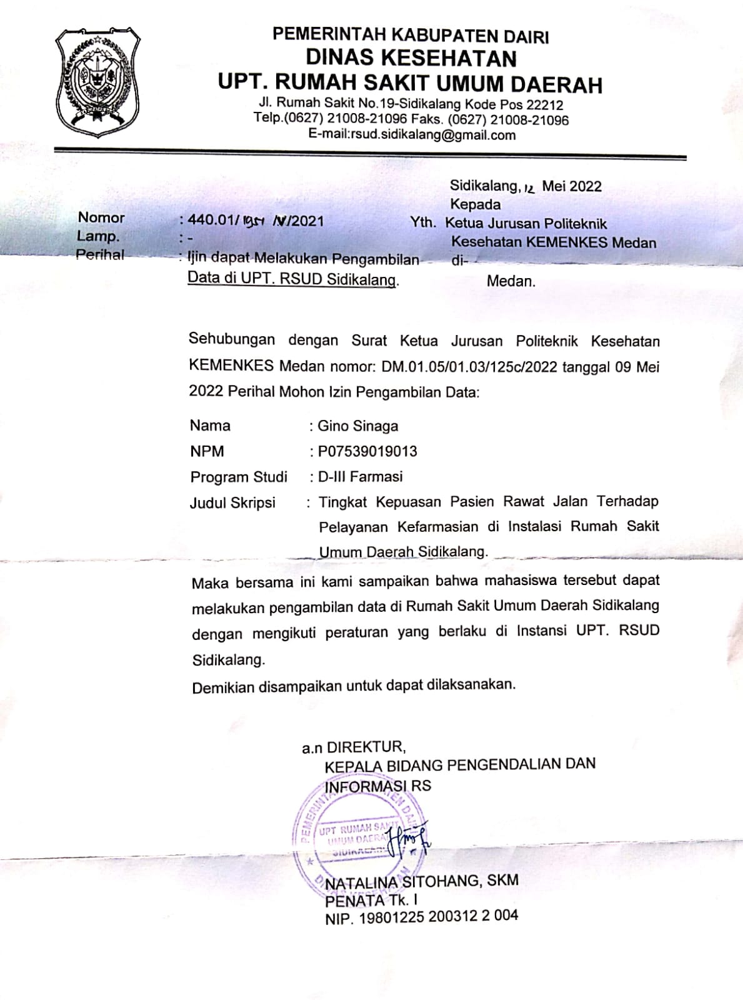 PEMERINTAH KABUPATEN DAIRI
DINAS KESEHATAN
UPT. RUMAH SAKIT UMUM DAERAH
Jl. Rumah Sakit No.19-Sidikalang Kode Pos 22212
Telp.(0627) 21008-21096 Faks. (0627) 21008-21096
E-mail:rsud.sidikalang@gmail.com
Sidikalang, 12 Mei 2022
Kepada
Nomor : 440.01/ /V/2021
Yth. Ketua Jurusan Politeknik
Lamp. : -
Kesehatan KEMENKES Medan
Perihal : Ijin dapat Melakukan Pengambilan
di-
Data di UPT. RSUD Sidikalang.
Medan.
Sehubungan dengan Surat Ketua Jurusan Politeknik Kesehatan
KEMENKES Medan nomor: DM.01.05/01.03/125c/2022 tanggal 09 Mei
2022 Perihal Mohon Izin Pengambilan Data:
Nama : Gino Sinaga
NPM : P07539019013
Program Studi : D-III Farmasi
Judul Skripsi : Tingkat Kepuasan Pasien Rawat Jalan Terhadap
Pelayanan Kefarmasian di Instalasi Rumah Sakit
Umum Daerah Sidikalang.
Maka bersama ini kami sampaikan bahwa mahasiswa tersebut dapat
melakukan pengambilan data di Rumah Sakit Umum Daerah Sidikalang
dengan mengikuti peraturan yang berlaku di Instansi UPT. RSUD
Sidikalang.
Demikian disampaikan untuk dapat dilaksanakan.
a.n DIREKTUR,
KEPALA BIDANG PENGENDALIAN DAN
INFORMASI RS
PEMERINTAH KABUPATEN DAIRI
UPT RUMAH SAKIT
UMUM DAERAH
SIDIKALANG
DINAS KESEHATAN
NATALINA SITOHANG, SKM
PENATA Tk. I
NIP. 19801225 200312 2 004